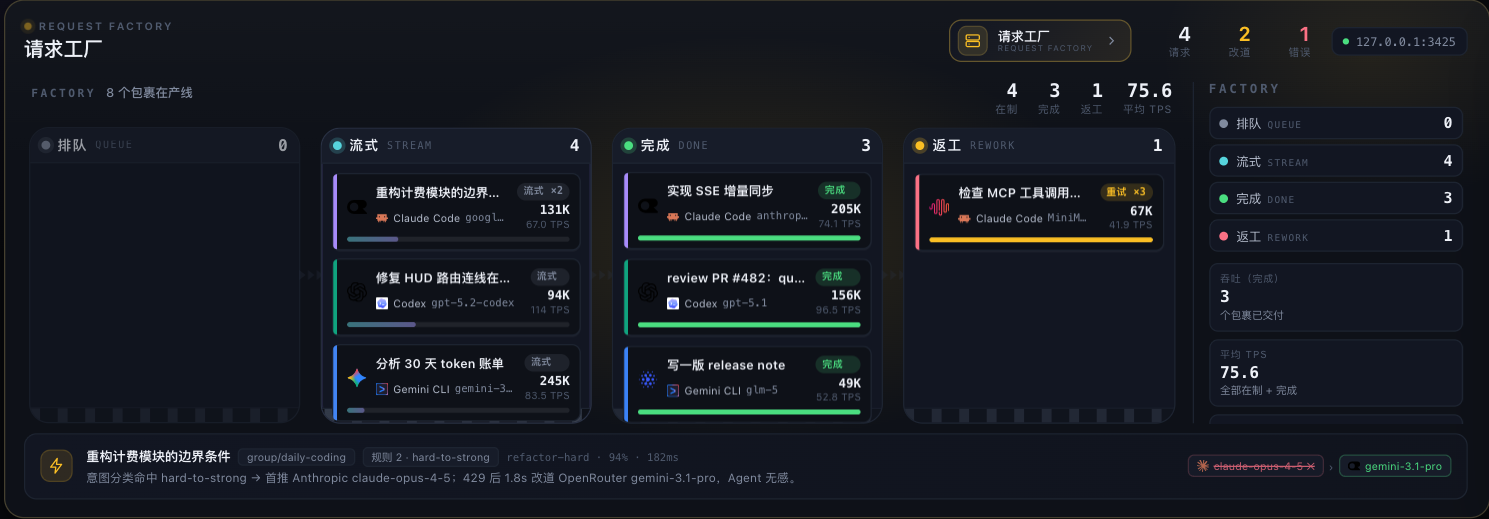 REQUEST FACTORY
请求工厂
请求工厂
REQUEST FACTORY
4
请求
2
改道
1
错误
127.0.0.1:3425
FACTORY 8 个包裹在产线
4
在制
3
完成
1
返工
75.6
平均 TPS
排队 QUEUE 0
流式 STREAM 4
重构计费模块的边界... 流式 ×2
Claude Code googl… 131K
67.0 TPS
修复 HUD 路由连线在... 流式
Codex gpt-5.2-codex 94K
114 TPS
分析 30 天 token 账单 流式
Gemini CLI gemini-3… 245K
83.5 TPS
完成 DONE 3
实现 SSE 增量同步 完成
Claude Code anthrop… 205K
74.1 TPS
review PR #482：qu... 完成
Codex gpt-5.1 156K
96.5 TPS
写一版 release note 完成
Gemini CLI glm-5 49K
52.8 TPS
返工 REWORK 1
检查 MCP 工具调用... 重试 ×3
Claude Code MiniM… 67K
41.9 TPS
FACTORY
排队 QUEUE 0
流式 STREAM 4
完成 DONE 3
返工 REWORK 1
吞吐（完成）
3
个包裹已交付
平均 TPS
75.6
全部在制 + 完成
重构计费模块的边界条件 group/daily-coding 规则 2 · hard-to-strong refactor-hard · 94% · 182ms
意图分类命中 hard-to-strong → 首推 Anthropic claude-opus-4-5；429 后 1.8s 改道 OpenRouter gemini-3.1-pro，Agent 无感。
claude-opus-4-5 ✕ › gemini-3.1-pro